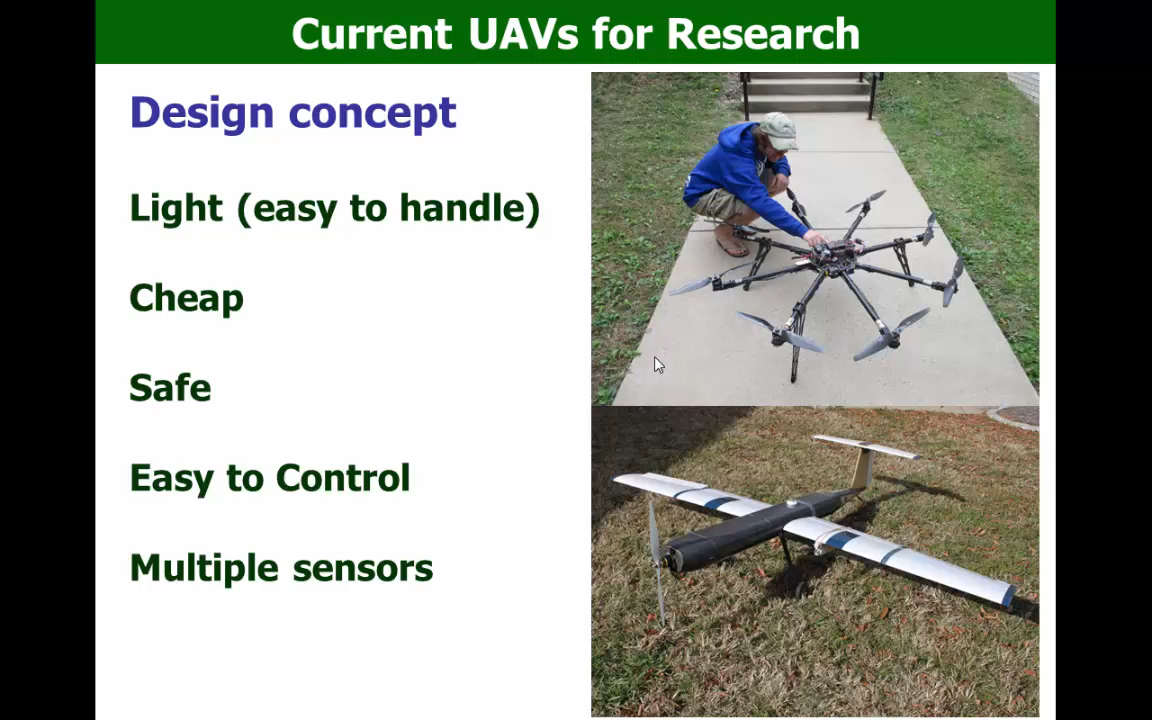 Current UAVs for Research
Design concept
Light (easy to handle)
Cheap
Safe
Easy to Control
Multiple sensors